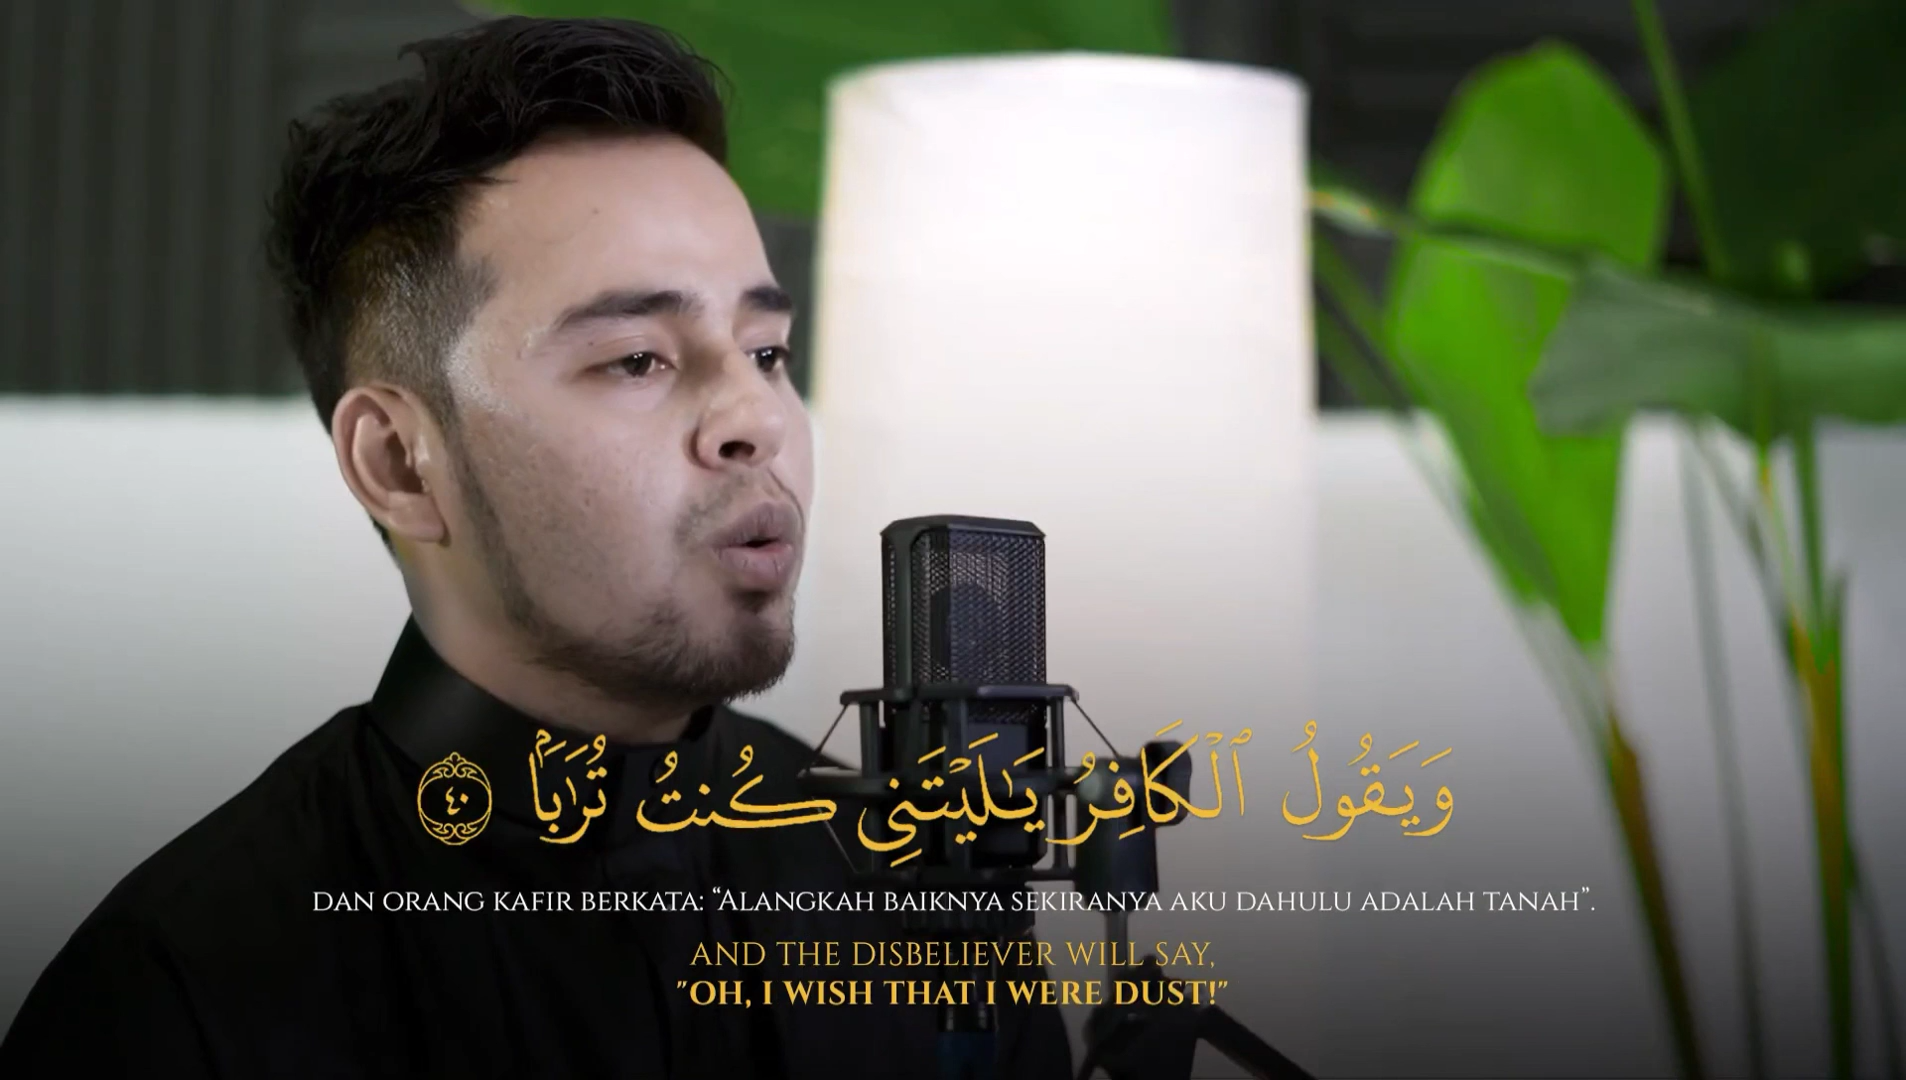 وَيَقُولُ ٱلْكَافِرُ يَٰلَيْتَنِى كُنتُ تُرَٰبَۢا ٤٠
DAN ORANG KAFIR BERKATA: “ALANGKAH BAIKNYA SEKIRANYA AKU DAHULU ADALAH TANAH”.
AND THE DISBELIEVER WILL SAY,
"OH, I WISH THAT I WERE DUST!"